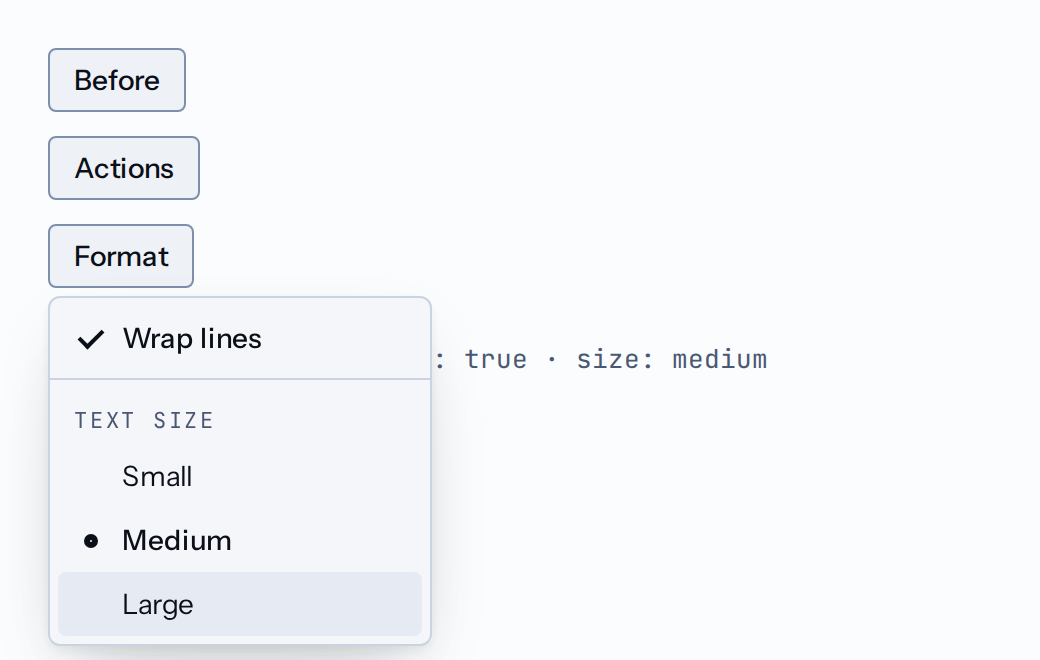 Before
Actions
Format
Wrap lines
: true · size: medium
TEXT SIZE
Small
Medium
Large